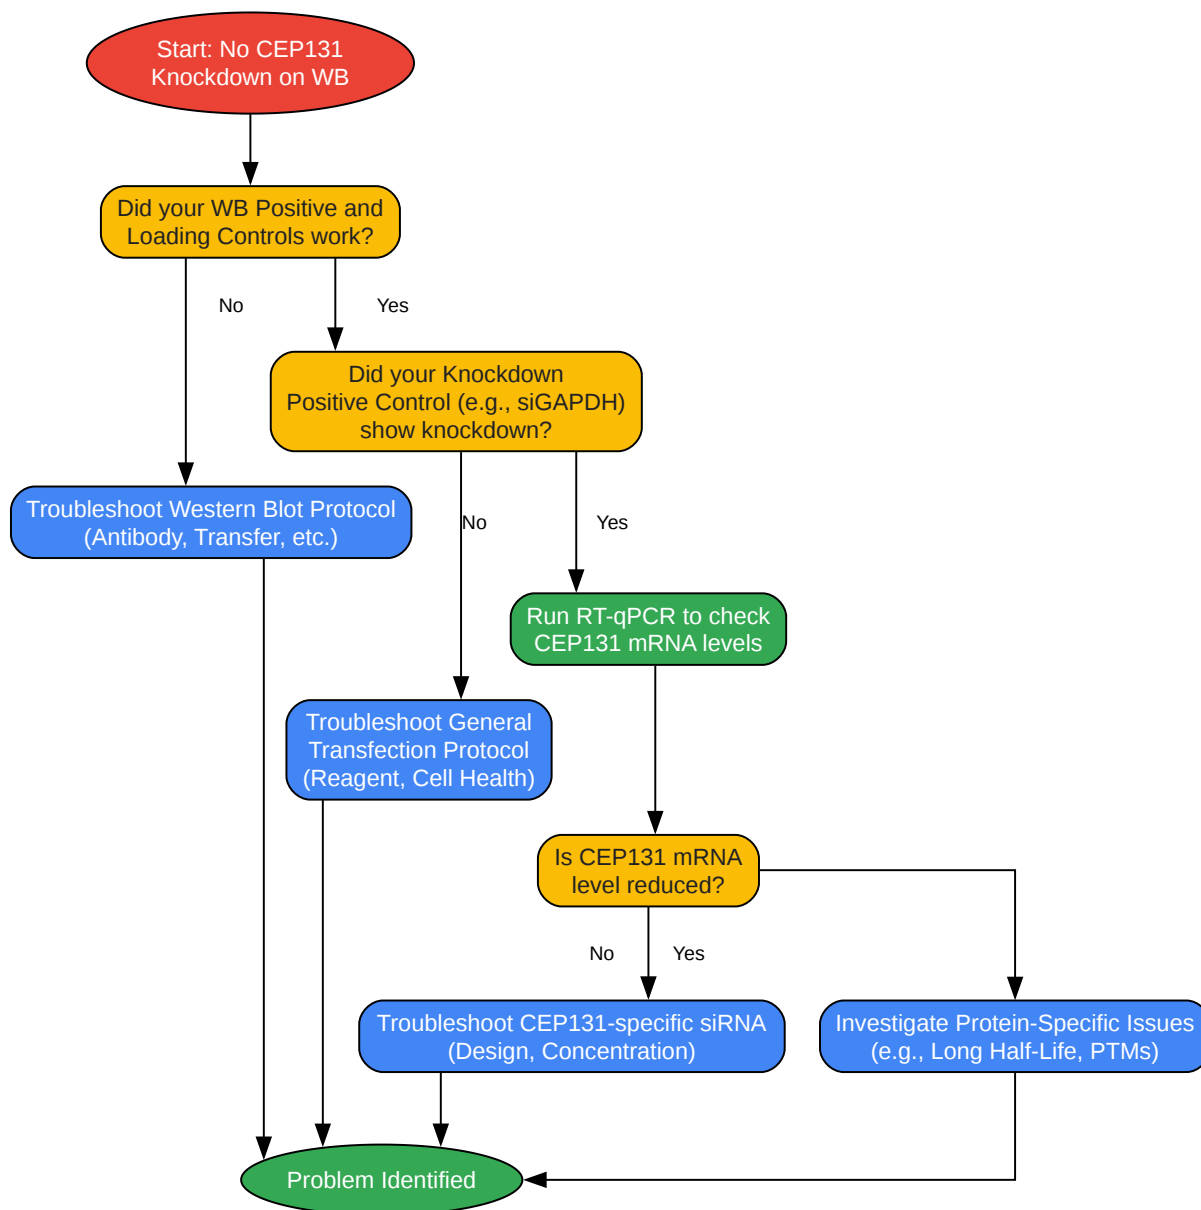 Start: No CEP131
Knockdown on WB
Did your WB Positive and
Loading Controls work?
No
Yes
Did your Knockdown
Positive Control (e.g., siGAPDH)
show knockdown?
Troubleshoot Western Blot Protocol
(Antibody, Transfer, etc.)
No
Yes
Run RT-qPCR to check
CEP131 mRNA levels
Troubleshoot General
Transfection Protocol
(Reagent, Cell Health)
Is CEP131 mRNA
level reduced?
No
Yes
Troubleshoot CEP131-specific siRNA
(Design, Concentration)
Investigate Protein-Specific Issues
(e.g., Long Half-Life, PTMs)
Problem Identified